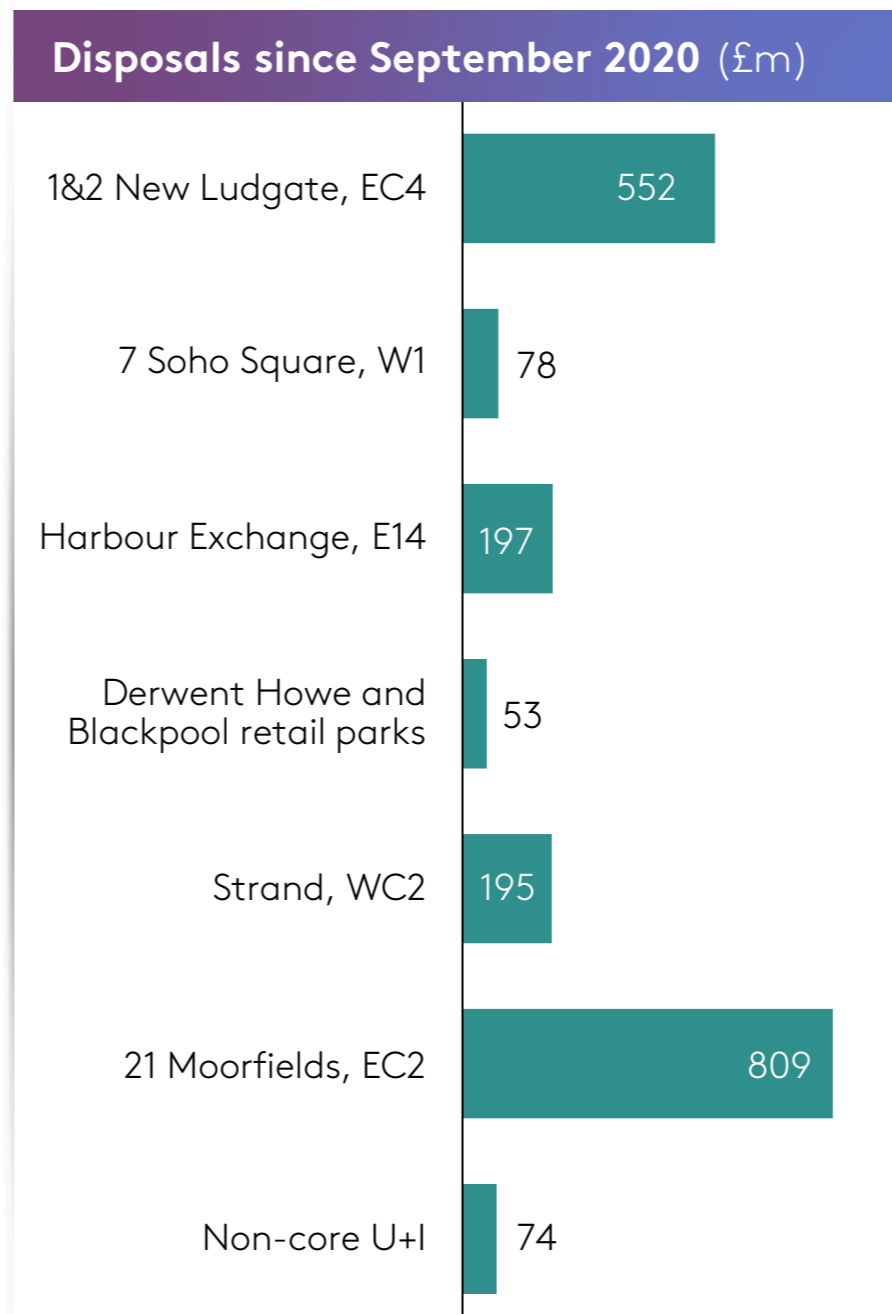 Disposals since September 2020 (£m)
1&2 New Ludgate, EC4 552
7 Soho Square, W1 78
Harbour Exchange, E14 197
Derwent Howe and
Blackpool retail parks 53
Strand, WC2 195
21 Moorfields, EC2 809
Non-core U+I 74